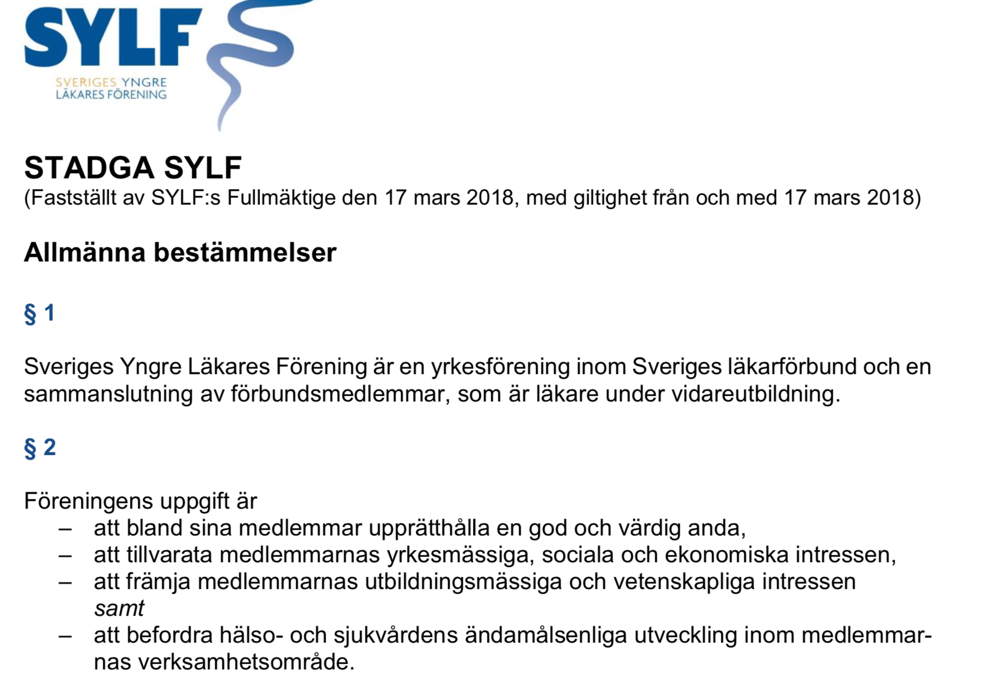 SYLF
SVERIGES YNGRE
LÄKARES FÖRENING
STADGA SYLF
(Fastställt av SYLF:s Fullmäktige den 17 mars 2018, med giltighet från och med 17 mars 2018)
Allmänna bestämmelser
§ 1
Sveriges Yngre Läkares Förening är en yrkesförening inom Sveriges läkarförbund och en
sammanslutning av förbundsmedlemmar, som är läkare under vidareutbildning.
§ 2
Föreningens uppgift är
– att bland sina medlemmar upprätthålla en god och värdig anda,
– att tillvarata medlemmarnas yrkesmässiga, sociala och ekonomiska intressen,
– att främja medlemmarnas utbildningsmässiga och vetenskapliga intressen
samt
– att befordra hälso- och sjukvårdens ändamålsenliga utveckling inom medlemmar-
nas verksamhetsområde.